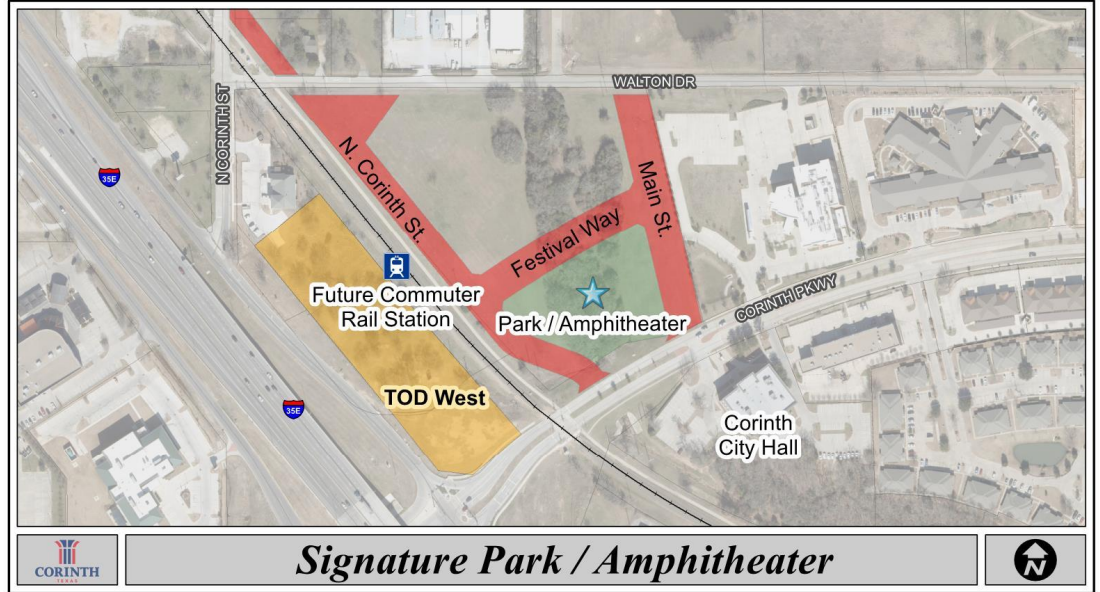 WALTON DR
N CORINTH ST
35E
N. Corinth St.
Main St.
Festival Way
Future Commuter
Rail Station
Park / Amphitheater
CORINTH PKWY
TOD West
35E
Corinth
City Hall
CORINTH
TEXAS
Signature Park / Amphitheater
N